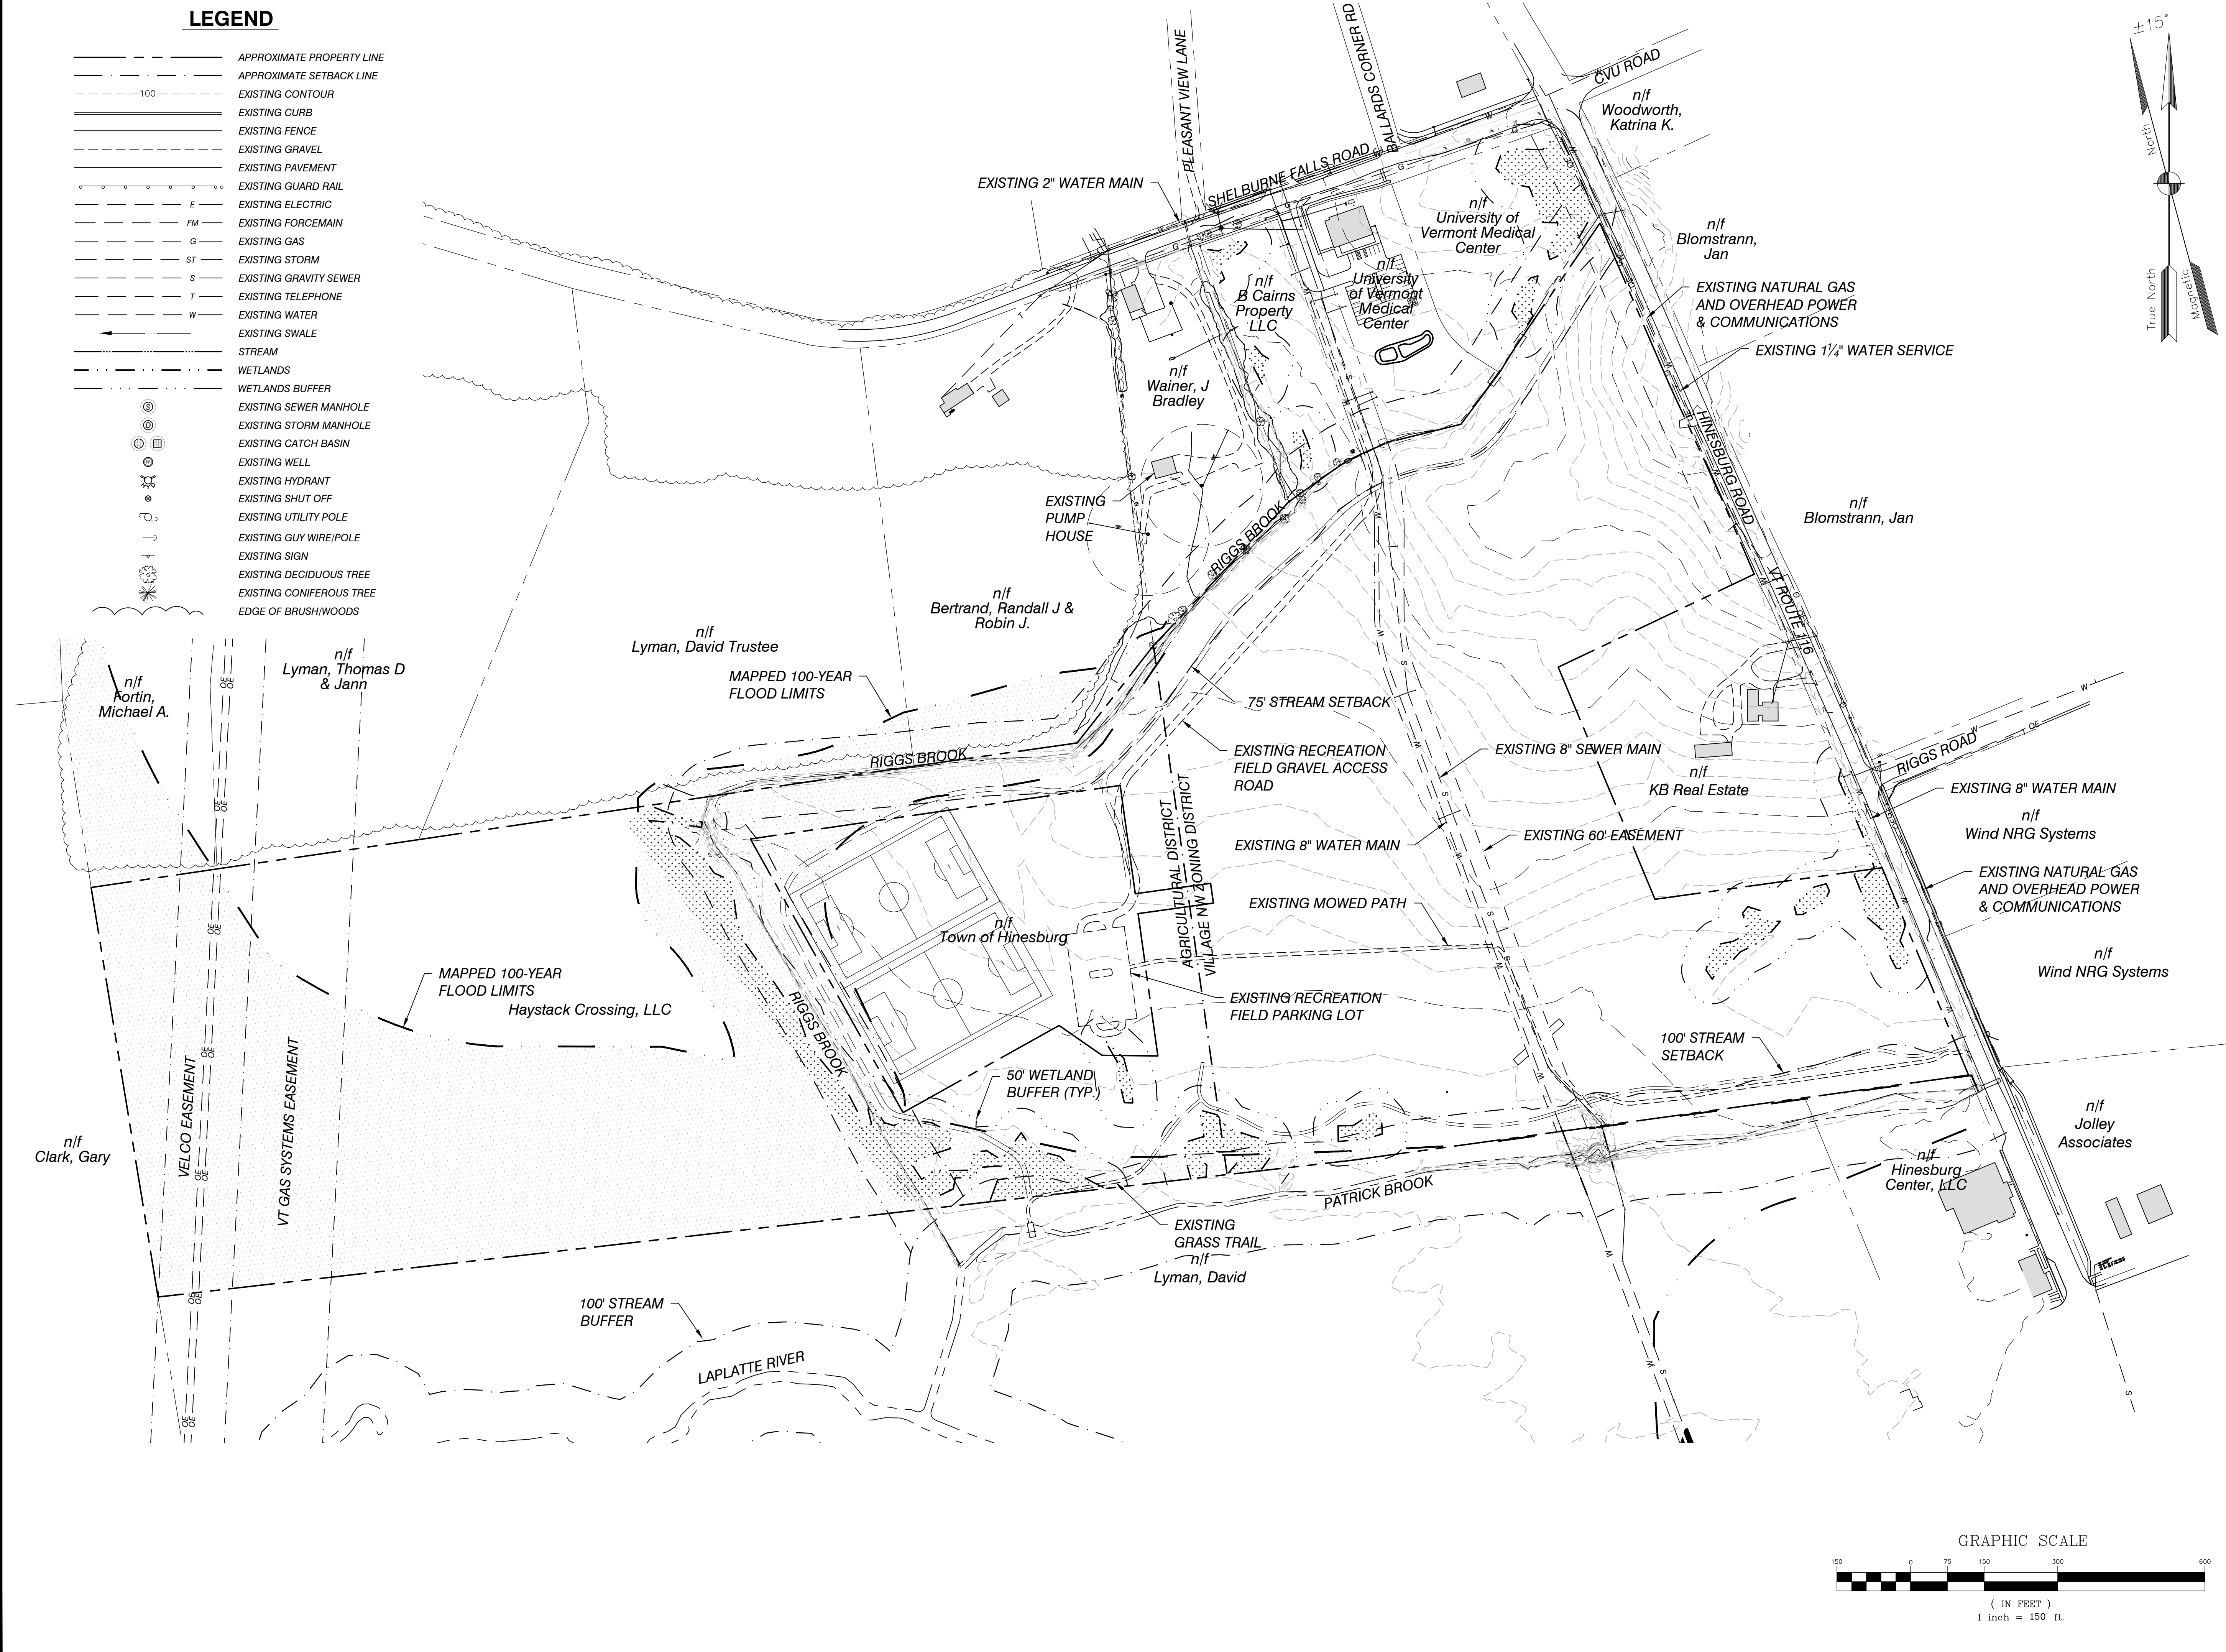 LEGEND
APPROXIMATE PROPERTY LINE
APPROXIMATE SETBACK LINE
100
EXISTING CONTOUR
EXISTING CURB
EXISTING FENCE
EXISTING GRAVEL
EXISTING PAVEMENT
EXISTING GUARD RAIL
E
EXISTING ELECTRIC
FM
EXISTING FORCEMAIN
G
EXISTING GAS
ST
EXISTING STORM
S
EXISTING GRAVITY SEWER
T
EXISTING TELEPHONE
W
EXISTING WATER
EXISTING SWALE
STREAM
WETLANDS
WETLANDS BUFFER
S
EXISTING SEWER MANHOLE
D
EXISTING STORM MANHOLE
EXISTING CATCH BASIN
W
EXISTING WELL
EXISTING HYDRANT
EXISTING SHUT OFF
EXISTING UTILITY POLE
EXISTING GUY WIRE/POLE
EXISTING SIGN
EXISTING DECIDUOUS TREE
EXISTING CONIFEROUS TREE
EDGE OF BRUSH/WOODS
±15°
North
True North
Magnetic
PLEASANT VIEW LANE
BALLARDS CORNER RD
CVU ROAD
SHELBURNE FALLS ROAD
n/f
Woodworth,
Katrina K.
EXISTING 2" WATER MAIN
n/f
University of
Vermont Medical
Center
n/f
Blomstrann,
Jan
n/f
University
of Vermont
Medical
Center
n/f
B Cairns
Property
LLC
EXISTING NATURAL GAS
AND OVERHEAD POWER
& COMMUNICATIONS
EXISTING 1¼" WATER SERVICE
n/f
Wainer, J
Bradley
HINESBURG ROAD
EXISTING
PUMP
HOUSE
n/f
Blomstrann, Jan
RIGGS BROOK
VT ROUTE 116
n/f
Bertrand, Randall J &
Robin J.
n/f
Lyman, David Trustee
n/f
Lyman, Thomas D
& Jann
n/f
Fortin,
Michael A.
MAPPED 100-YEAR
FLOOD LIMITS
75' STREAM SETBACK
RIGGS BROOK
EXISTING RECREATION
FIELD GRAVEL ACCESS
ROAD
EXISTING 8" SEWER MAIN
RIGGS ROAD
n/f
KB Real Estate
EXISTING 8" WATER MAIN
n/f
Wind NRG Systems
EXISTING 8" WATER MAIN
EXISTING 60' EASEMENT
AGRICULTURAL DISTRICT
VILLAGE NW ZONING DISTRICT
EXISTING NATURAL GAS
AND OVERHEAD POWER
& COMMUNICATIONS
EXISTING MOWED PATH
n/f
Town of Hinesburg
n/f
Wind NRG Systems
MAPPED 100-YEAR
FLOOD LIMITS
Haystack Crossing, LLC
EXISTING RECREATION
FIELD PARKING LOT
RIGGS BROOK
100' STREAM
SETBACK
VELCO EASEMENT
VT GAS SYSTEMS EASEMENT
50' WETLAND
BUFFER (TYP.)
n/f
Jolley
Associates
n/f
Clark, Gary
n/f
Hinesburg
Center, LLC
PATRICK BROOK
EXISTING
GRASS TRAIL
n/f
Lyman, David
100' STREAM
BUFFER
LAPLATTE RIVER
GRAPHIC SCALE
150 0 75 150 300 600
( IN FEET )
1 inch = 150 ft.